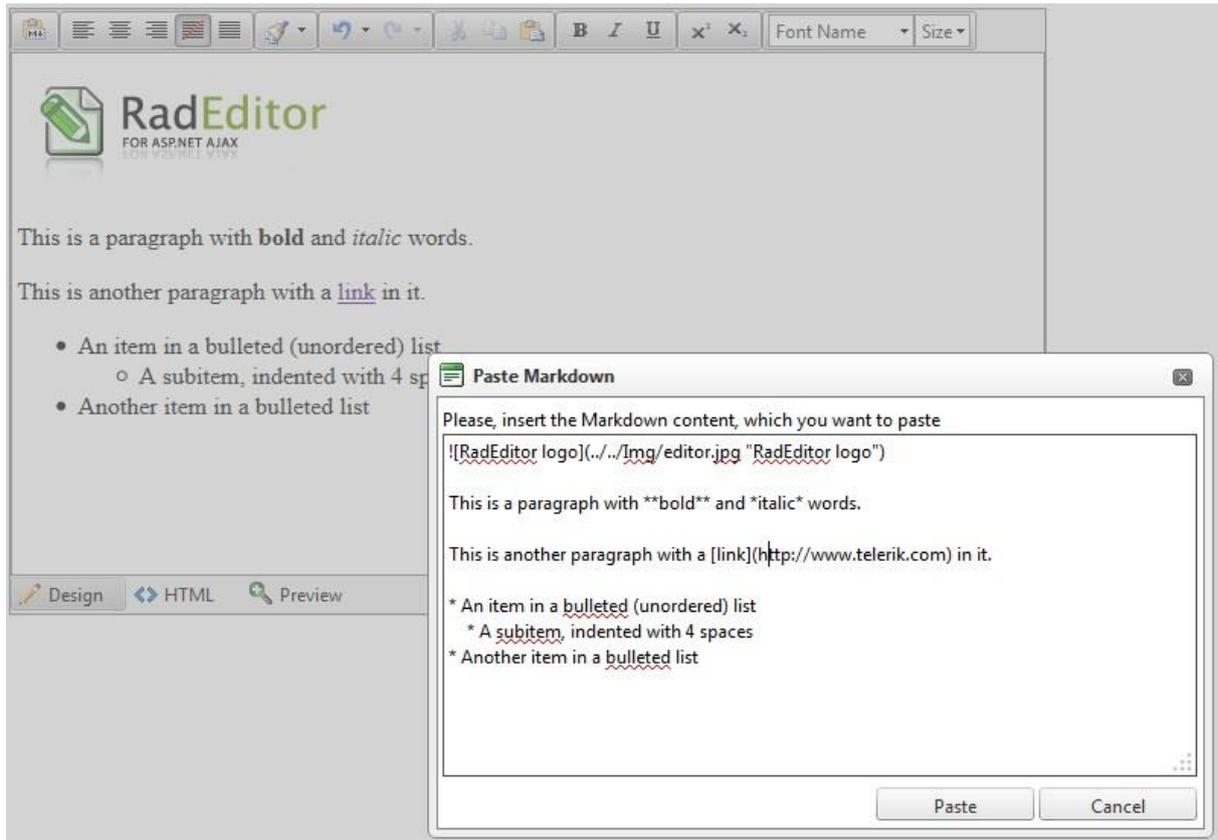 M↓
B I U x² x₂ Font Name Size
RadEditor
FOR ASP.NET AJAX
This is a paragraph with bold and italic words.
This is another paragraph with a link in it.
• An item in a bulleted (unordered) list
○ A subitem, indented with 4 sp
• Another item in a bulleted list
Design <> HTML Preview
Paste Markdown
Please, insert the Markdown content, which you want to paste
![RadEditor logo](../../Img/editor.jpg "RadEditor logo")
This is a paragraph with **bold** and *italic* words.
This is another paragraph with a [link](http://www.telerik.com) in it.
* An item in a bulleted (unordered) list
    * A subitem, indented with 4 spaces
* Another item in a bulleted list
Paste Cancel